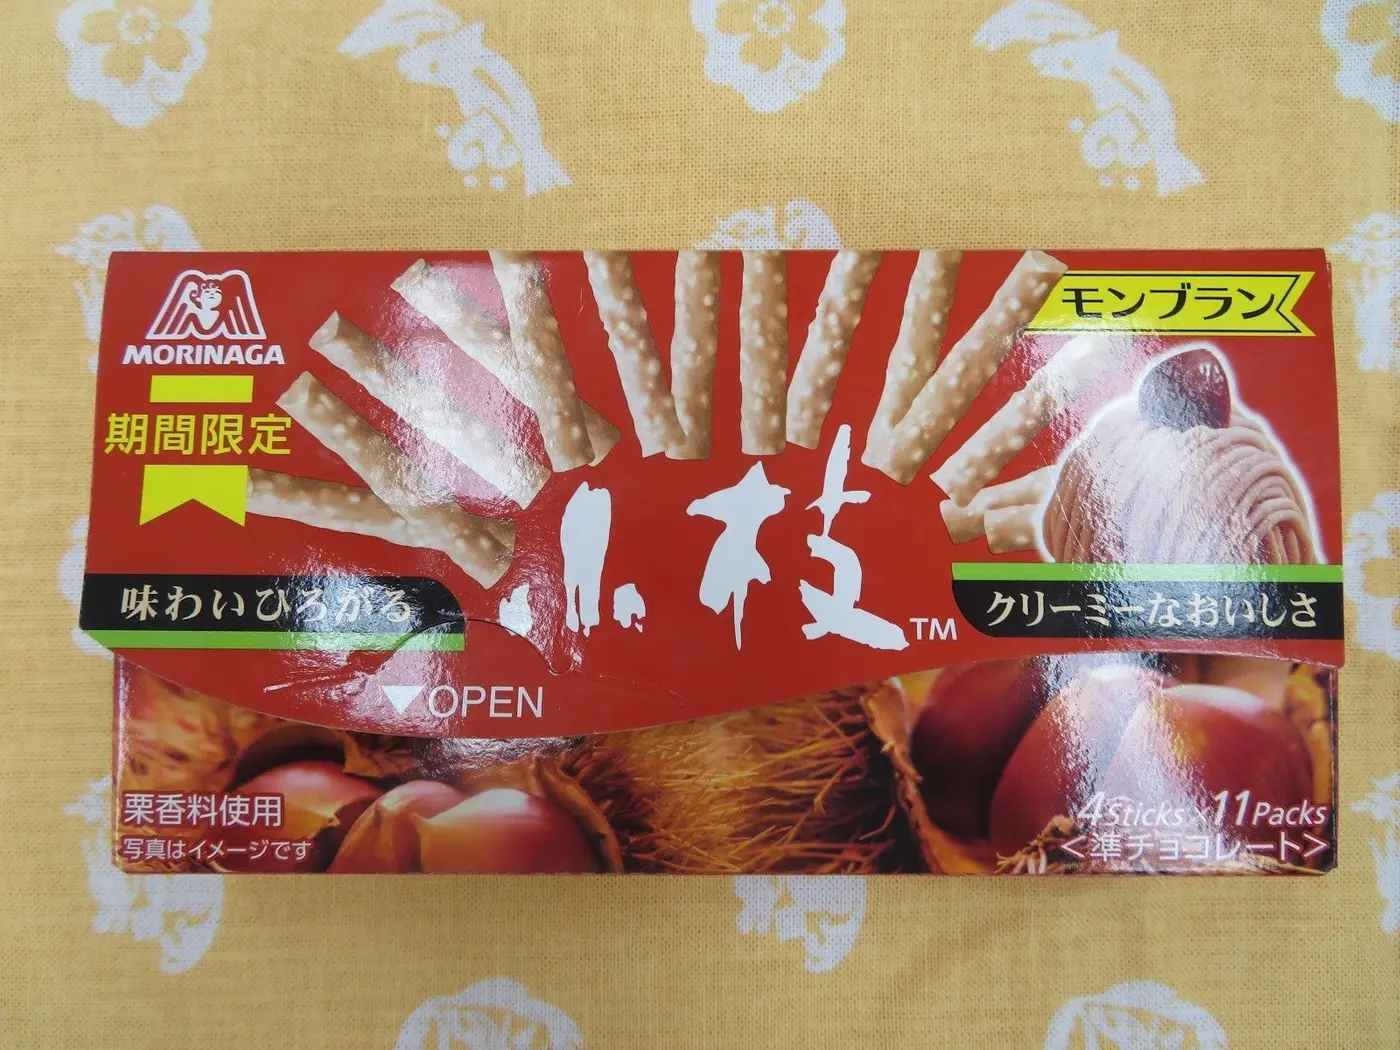 MORINAGA
期間限定
モンブラン
小枝™
味わいひろがる
クリーミーなおいしさ
▼OPEN
栗香料使用
写真はイメージです
4Sticks×11Packs
<準チョコレート>